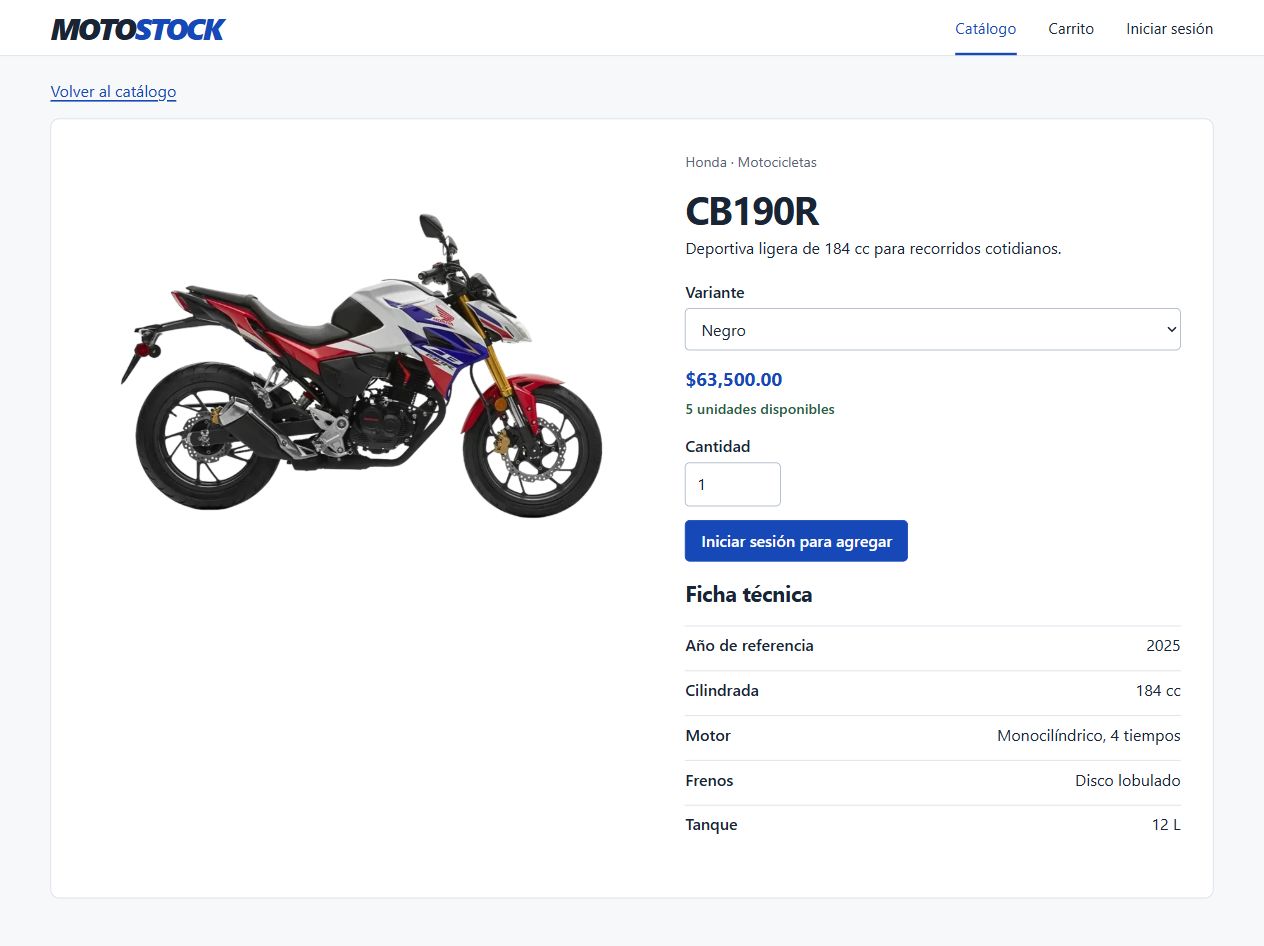 MOTOSTOCK
Catálogo Carrito Iniciar sesión
Volver al catálogo
Honda · Motocicletas
CB190R
Deportiva ligera de 184 cc para recorridos cotidianos.
Variante
Negro
$63,500.00
5 unidades disponibles
Cantidad
1
Iniciar sesión para agregar
Ficha técnica
Año de referencia 2025
Cilindrada 184 cc
Motor Monocilíndrico, 4 tiempos
Frenos Disco lobulado
Tanque 12 L